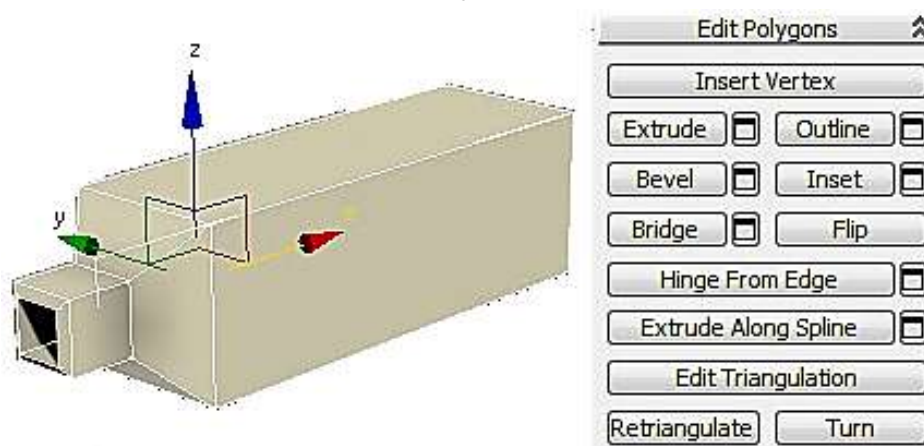 z
y
Edit Polygons
Insert Vertex
Extrude Outline
Bevel Inset
Bridge Flip
Hinge From Edge
Extrude Along Spline
Edit Triangulation
Retriangulate Turn